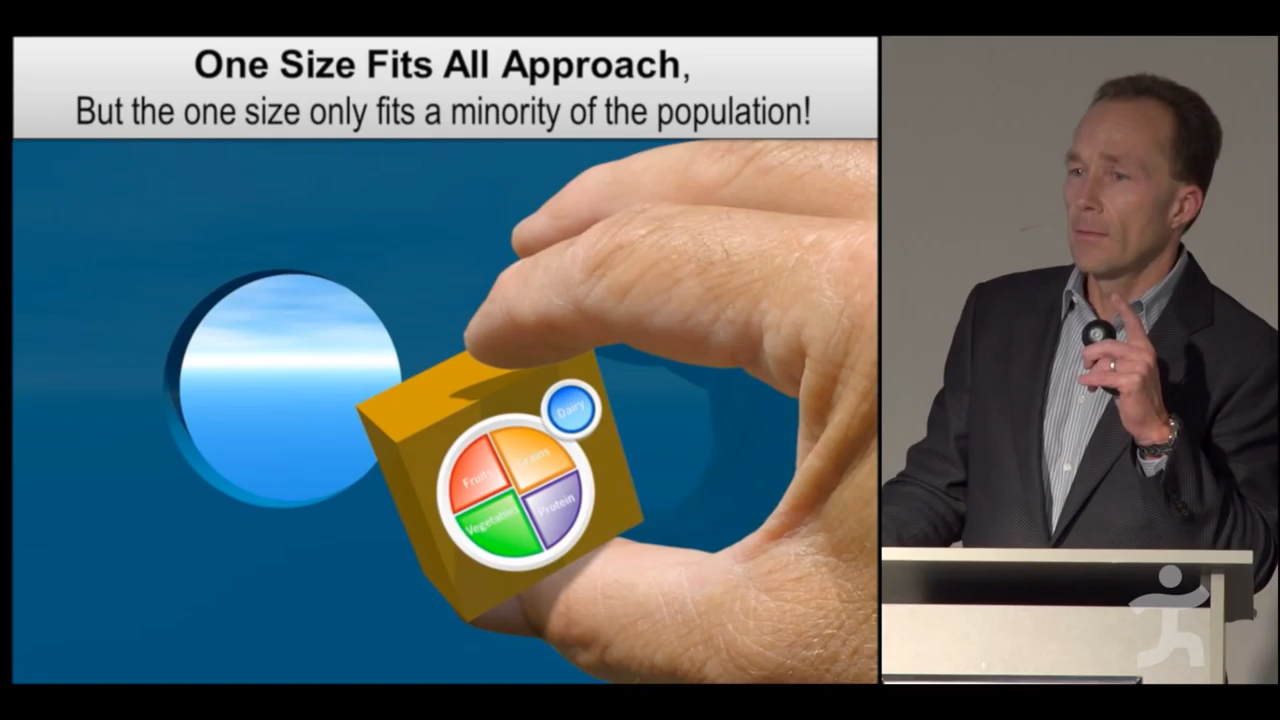 One Size Fits All Approach,
But the one size only fits a minority of the population!
Dairy
Grains
Fruits
Vegetables
Protein